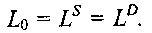 L₀ = Lˢ = Lᴰ.